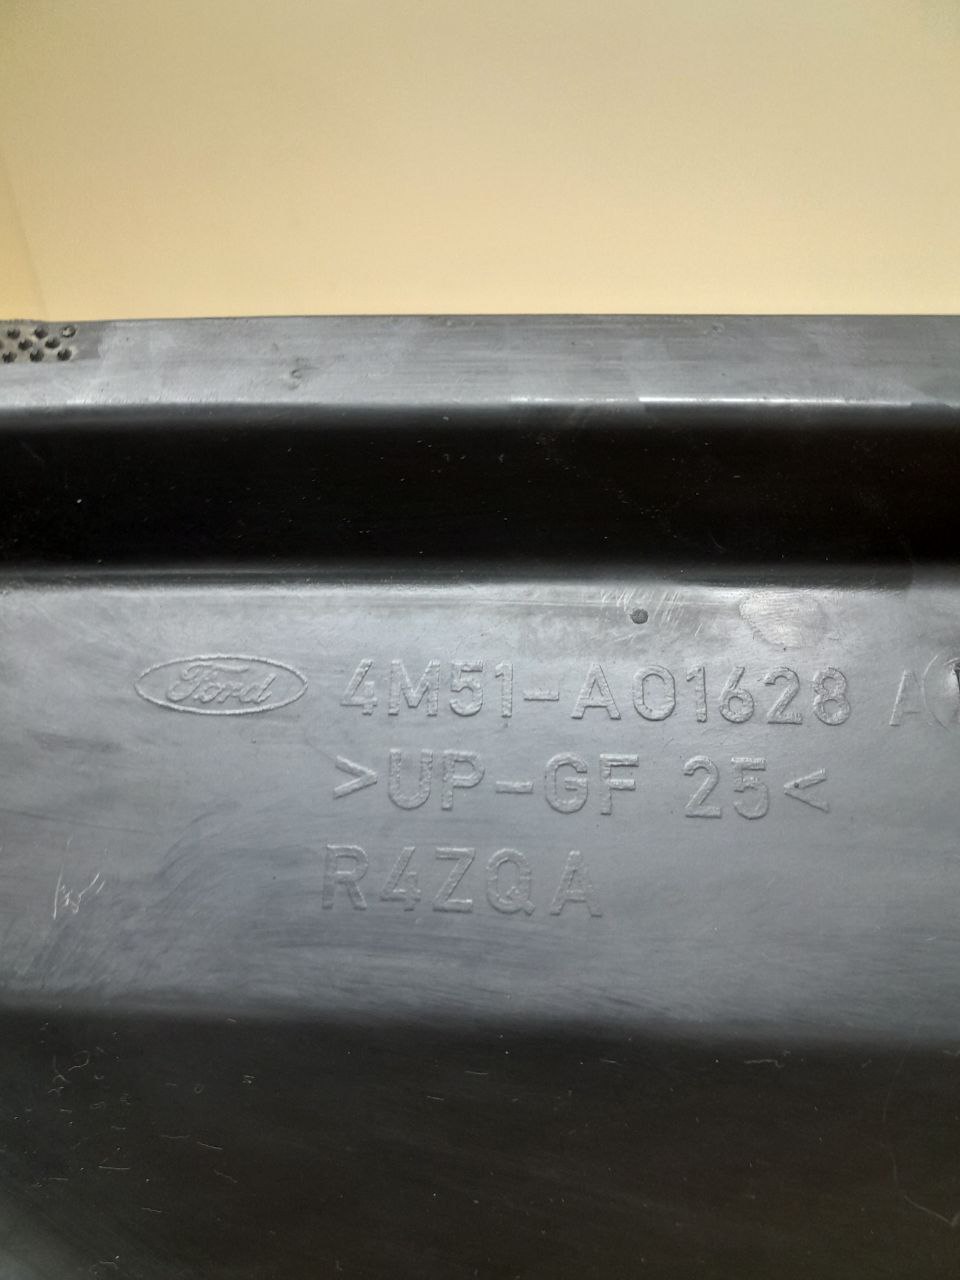 Ford 4M51-A01628 A
>UP-GF 25<
R4ZQA